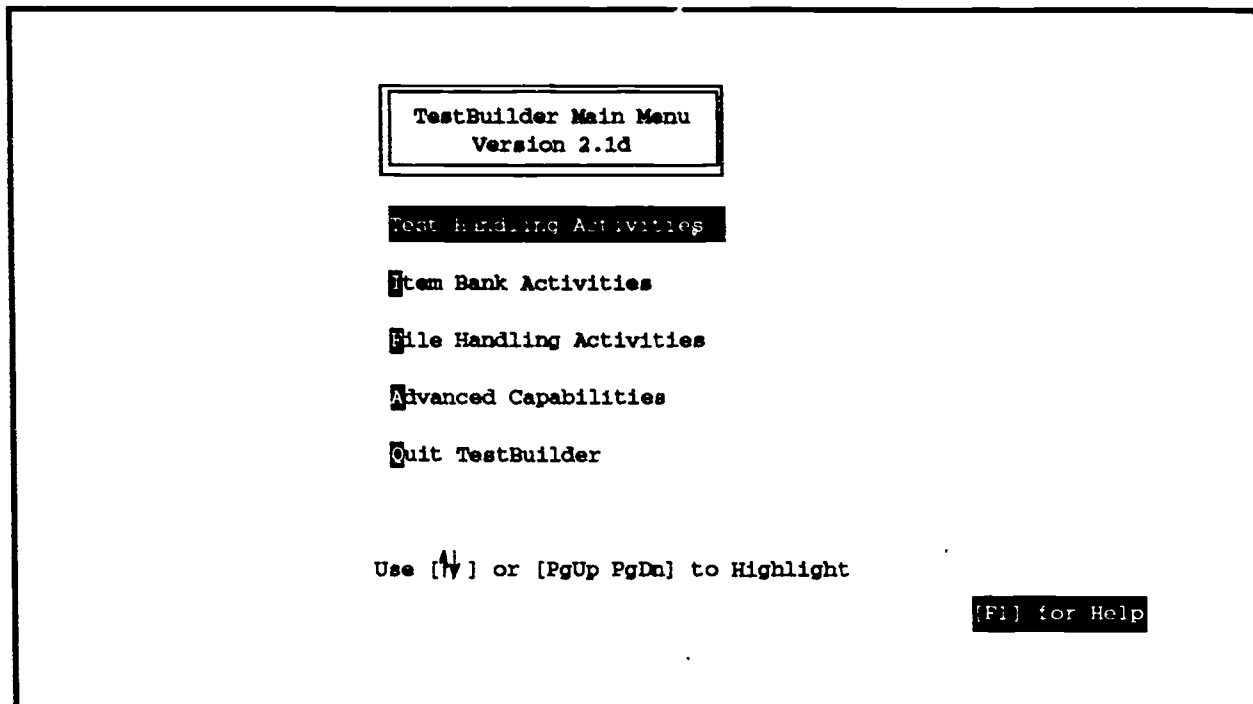 TestBuilder Main Menu
Version 2.1d
Test Handling Activities
Item Bank Activities
File Handling Activities
Advanced Capabilities
Quit TestBuilder
Use [↑↓] or [PgUp PgDn] to Highlight
[F1] for Help